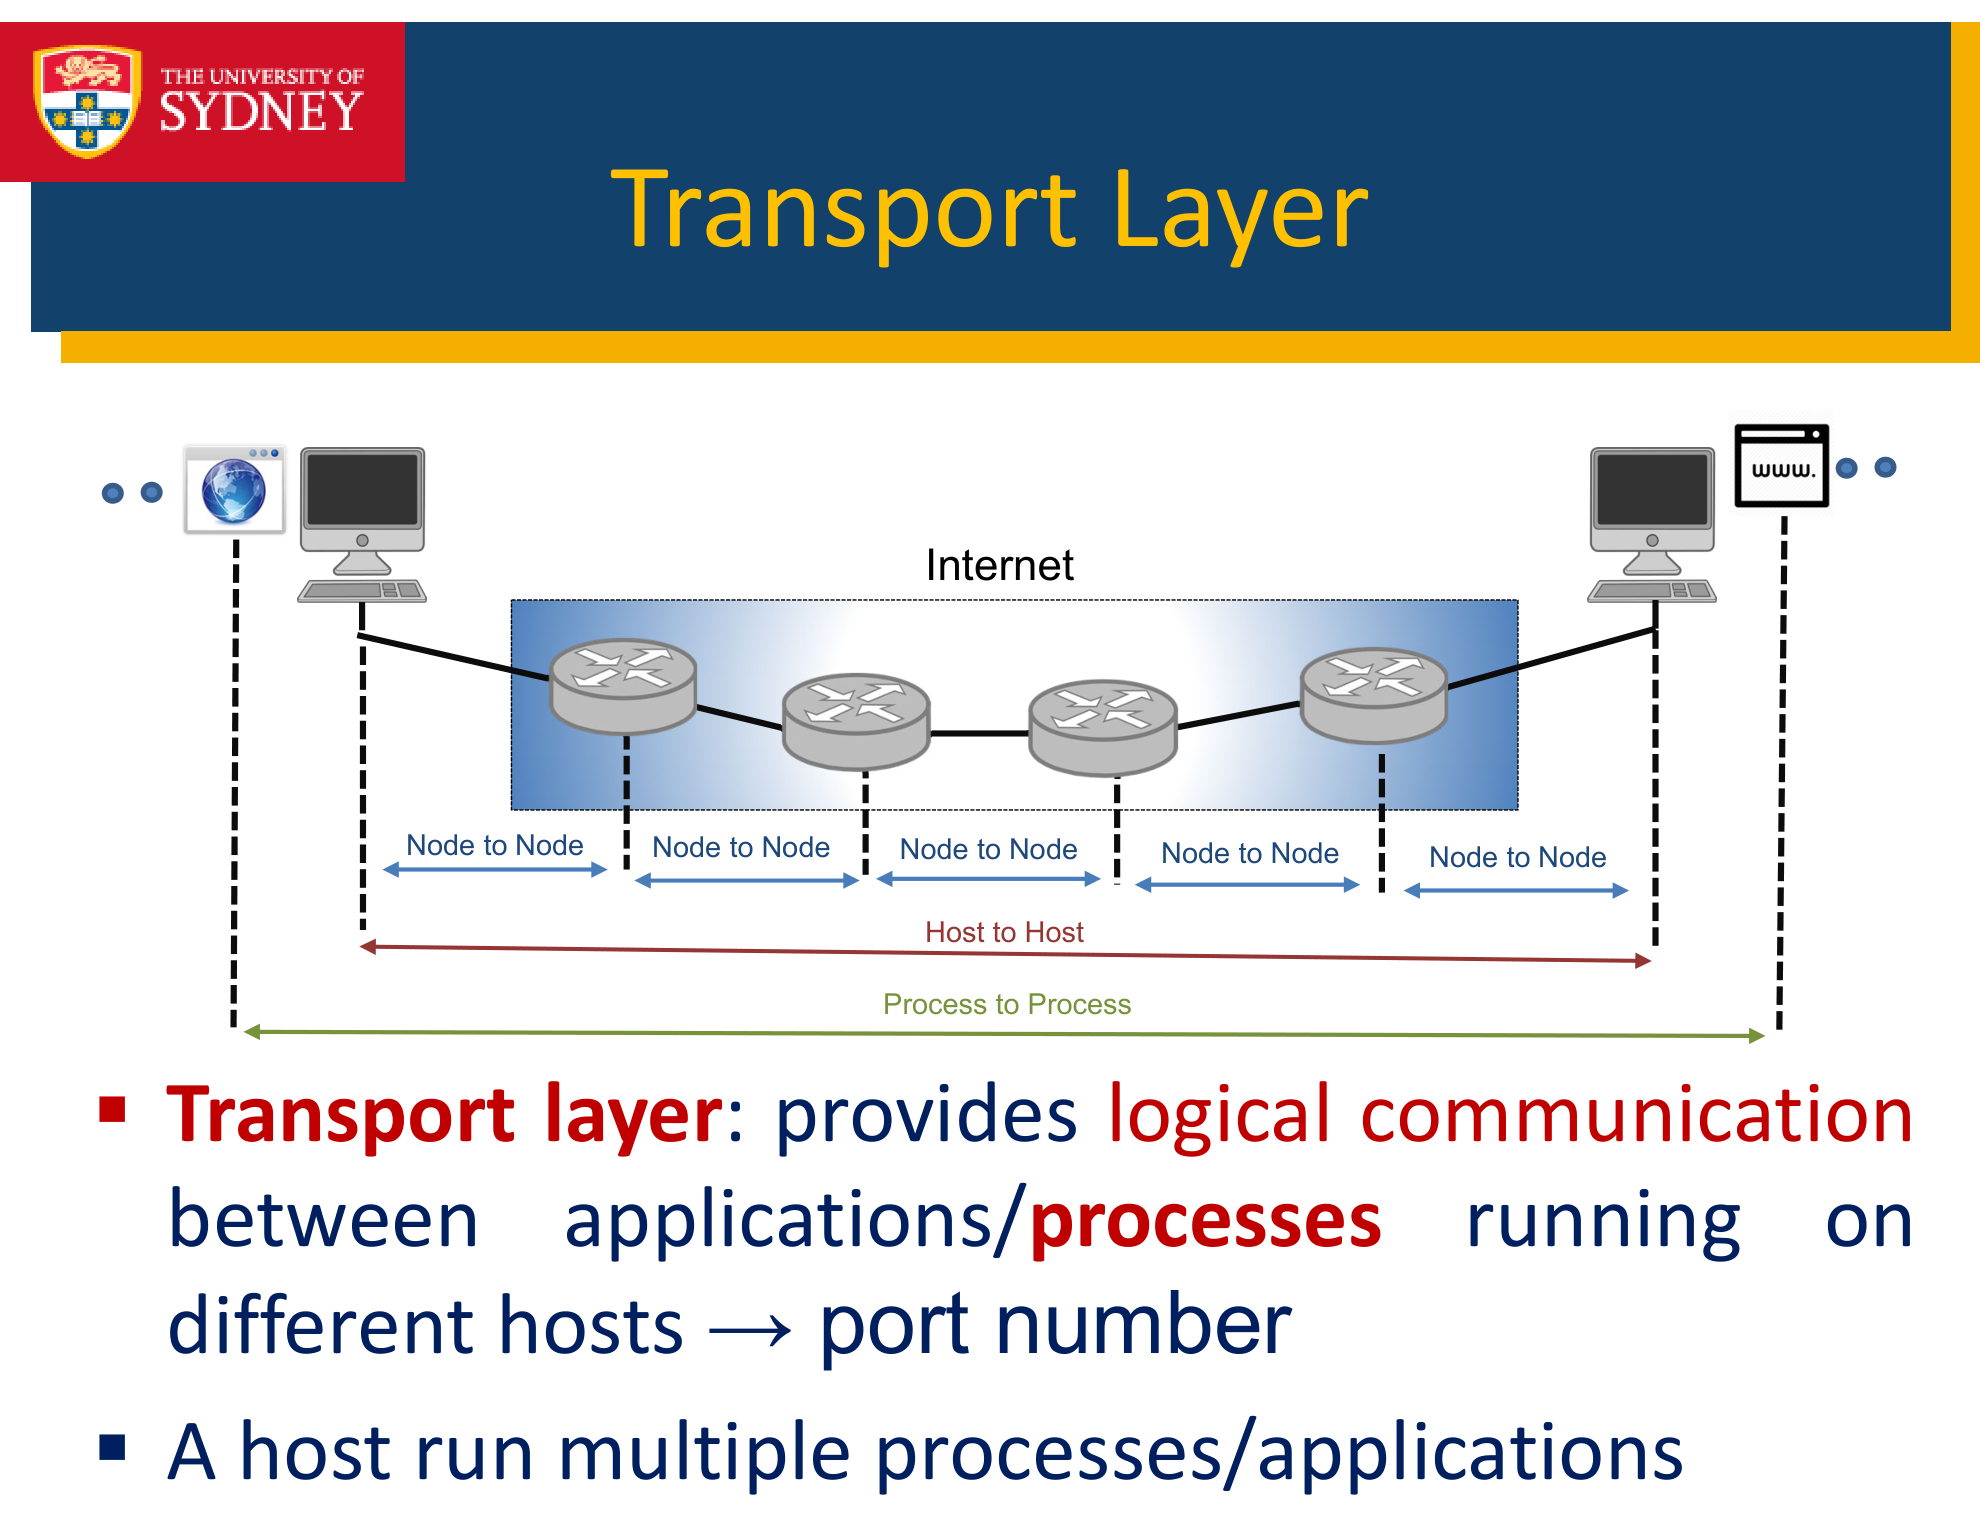 THE UNIVERSITY OF
SYDNEY
Transport Layer
www.
Internet
Node to Node
Node to Node
Node to Node
Node to Node
Node to Node
Host to Host
Process to Process
▪ Transport layer: provides logical communication
between applications/processes running on
different hosts → port number
▪ A host run multiple processes/applications